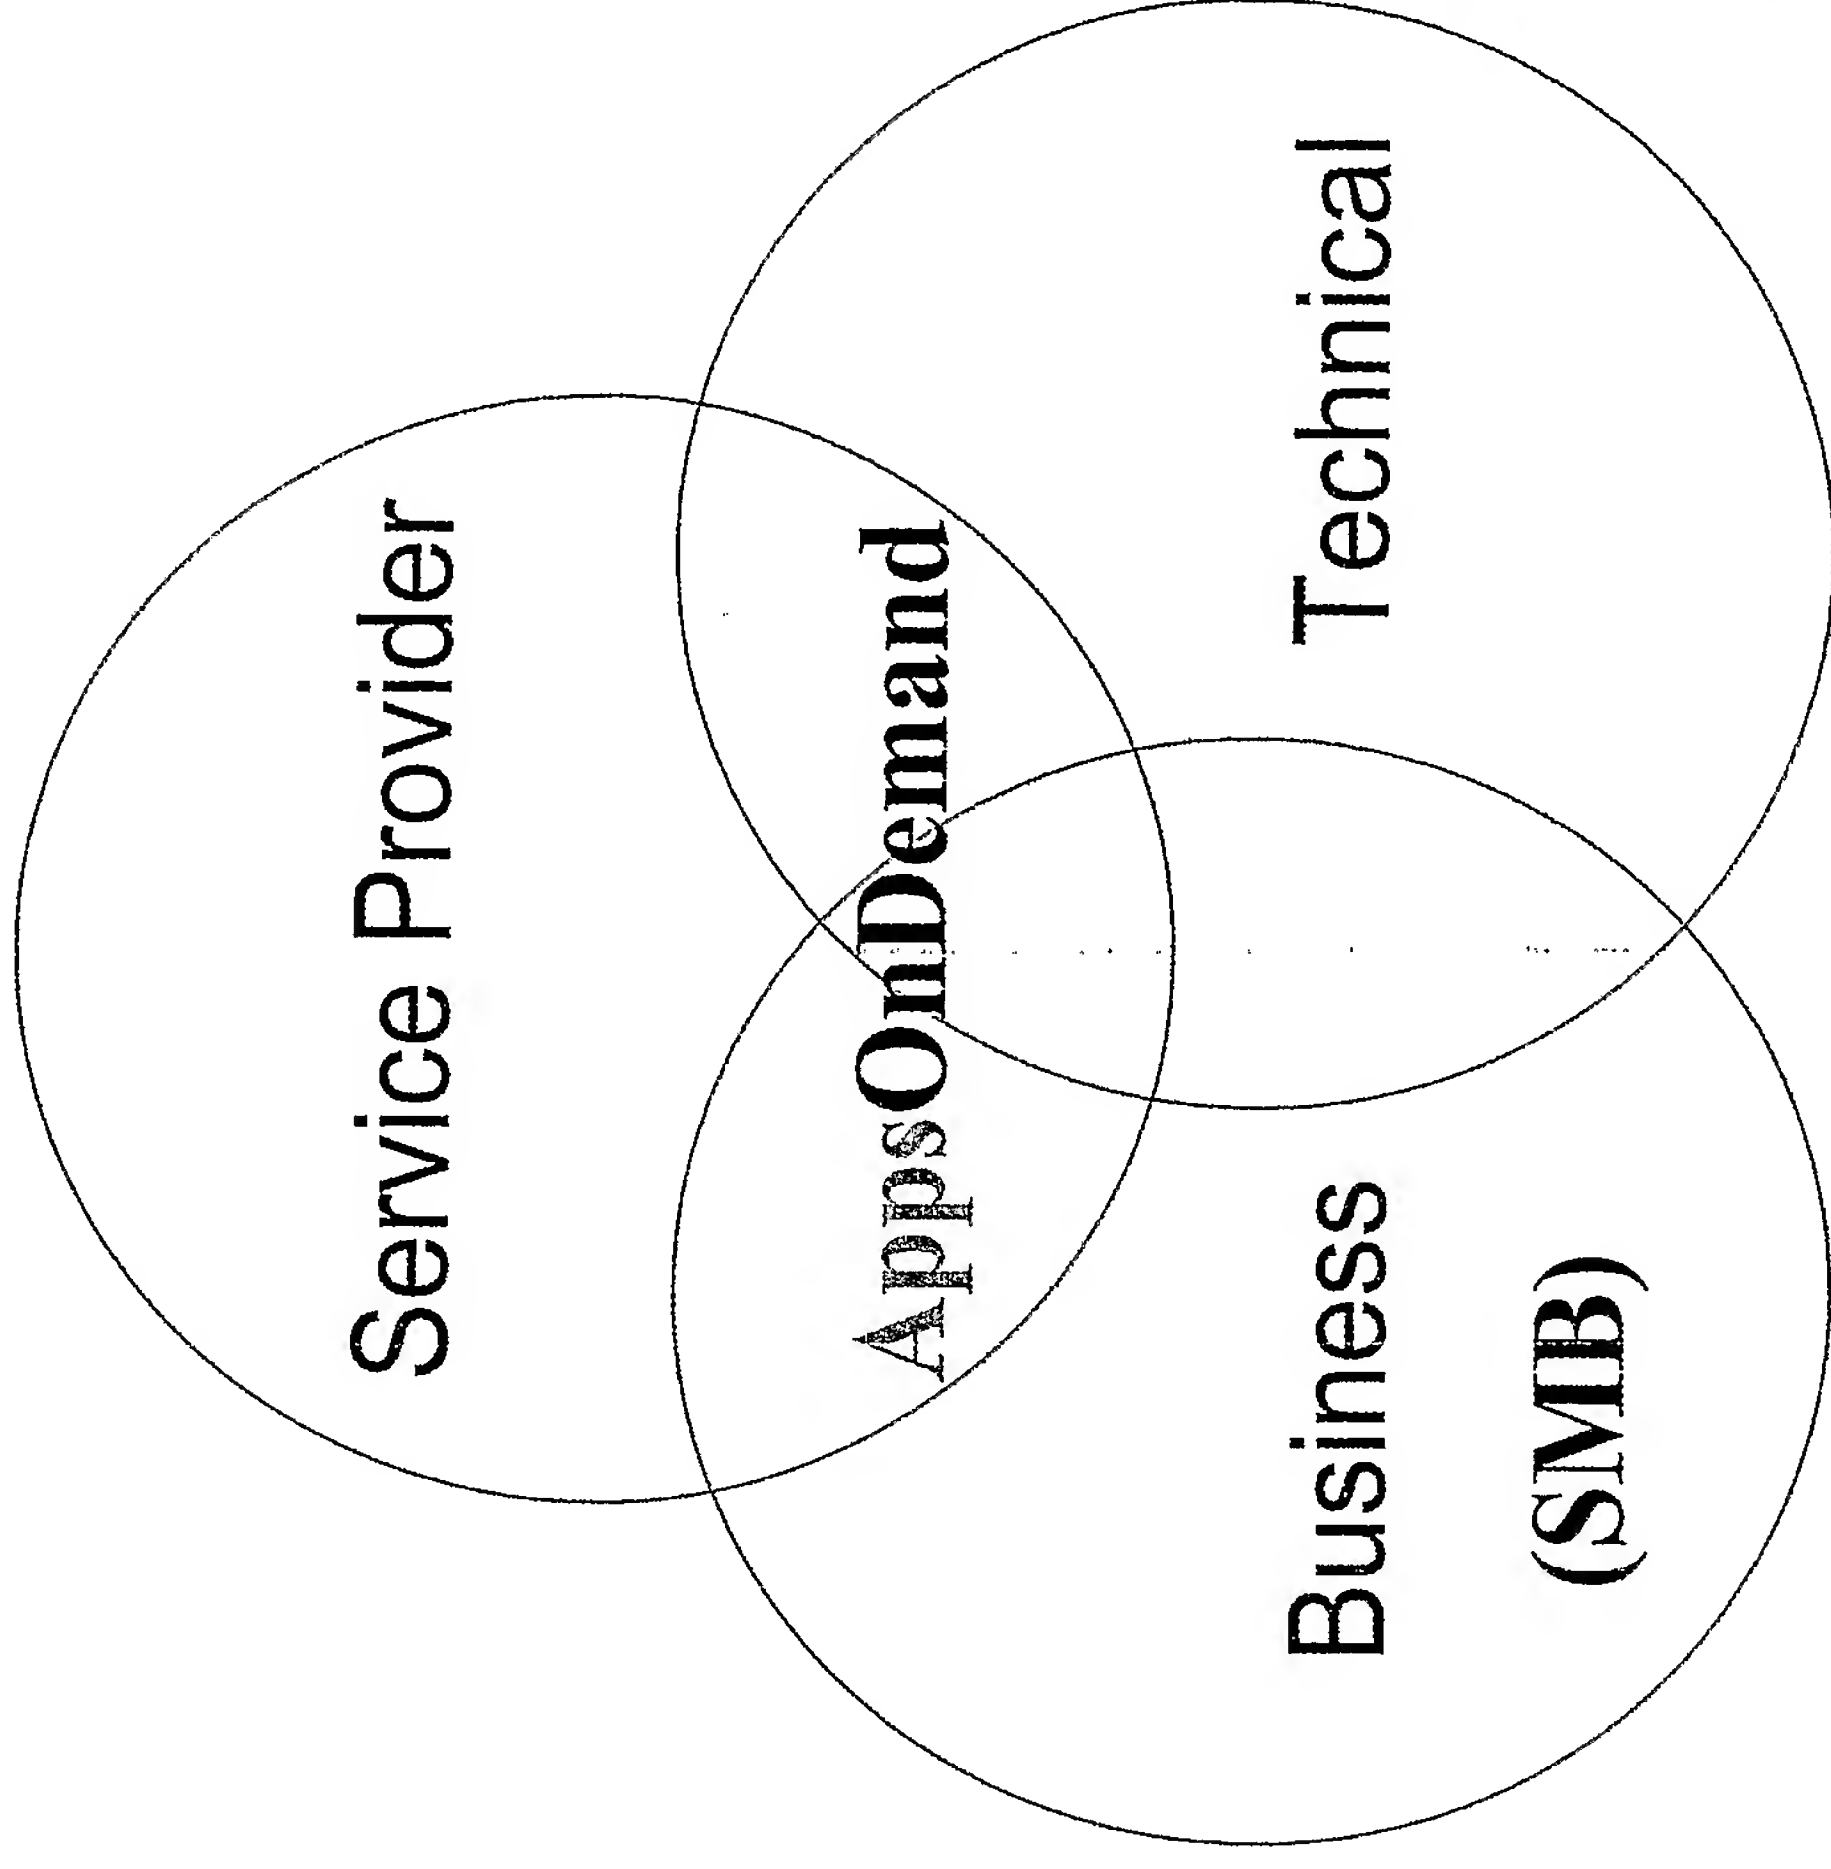 Service Provider
AppsOnDemand
Business
(SMB)
Technical